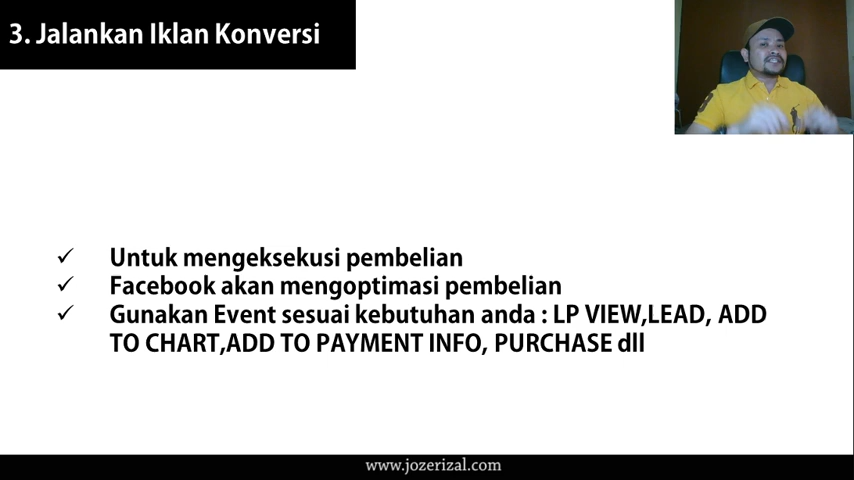 3. Jalankan Iklan Konversi
Untuk mengeksekusi pembelian
Facebook akan mengoptimasi pembelian
Gunakan Event sesuai kebutuhan anda : LP VIEW,LEAD, ADD
TO CHART,ADD TO PAYMENT INFO, PURCHASE dll
www.jozerizal.com